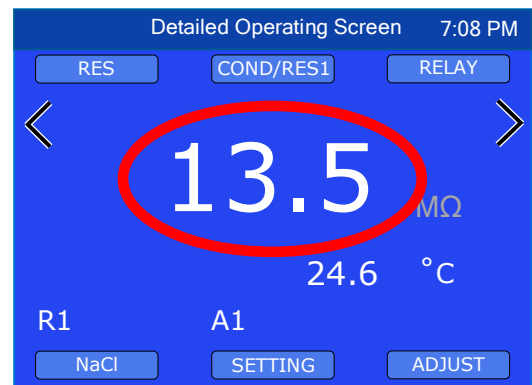 Detailed Operating Screen 7:08 PM
RES COND/RES1 RELAY
13.5 MΩ
24.6 °C
R1 A1
NaCl SETTING ADJUST